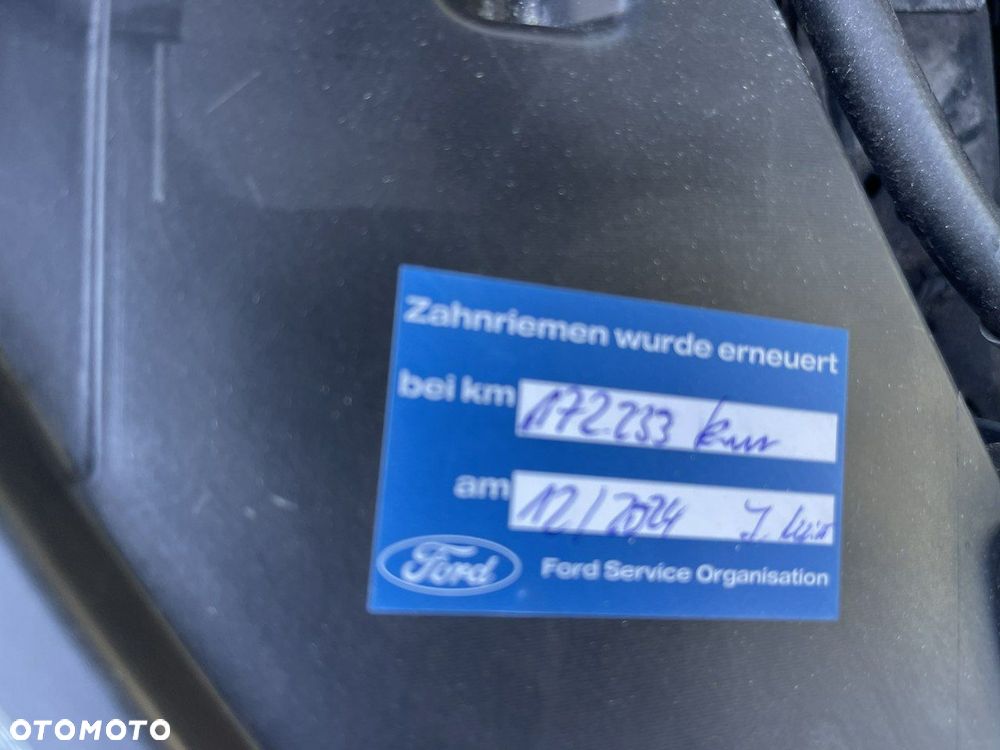 Zahnriemen wurde erneuert
bei km 172.233 km
am 12/2024
Ford Ford Service Organisation
OTOMOTO